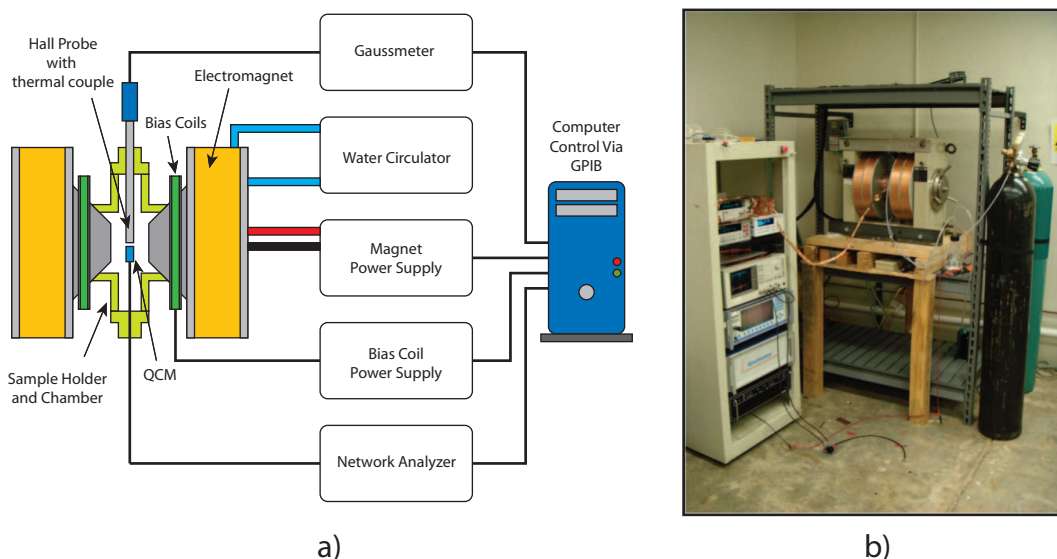 Hall Probe
with
thermal couple
Electromagnet
Bias Coils
Gaussmeter
Water Circulator
Computer
Control Via
GPIB
Magnet
Power Supply
Bias Coil
Power Supply
QCM
Sample Holder
and Chamber
Network Analyzer
a)
b)